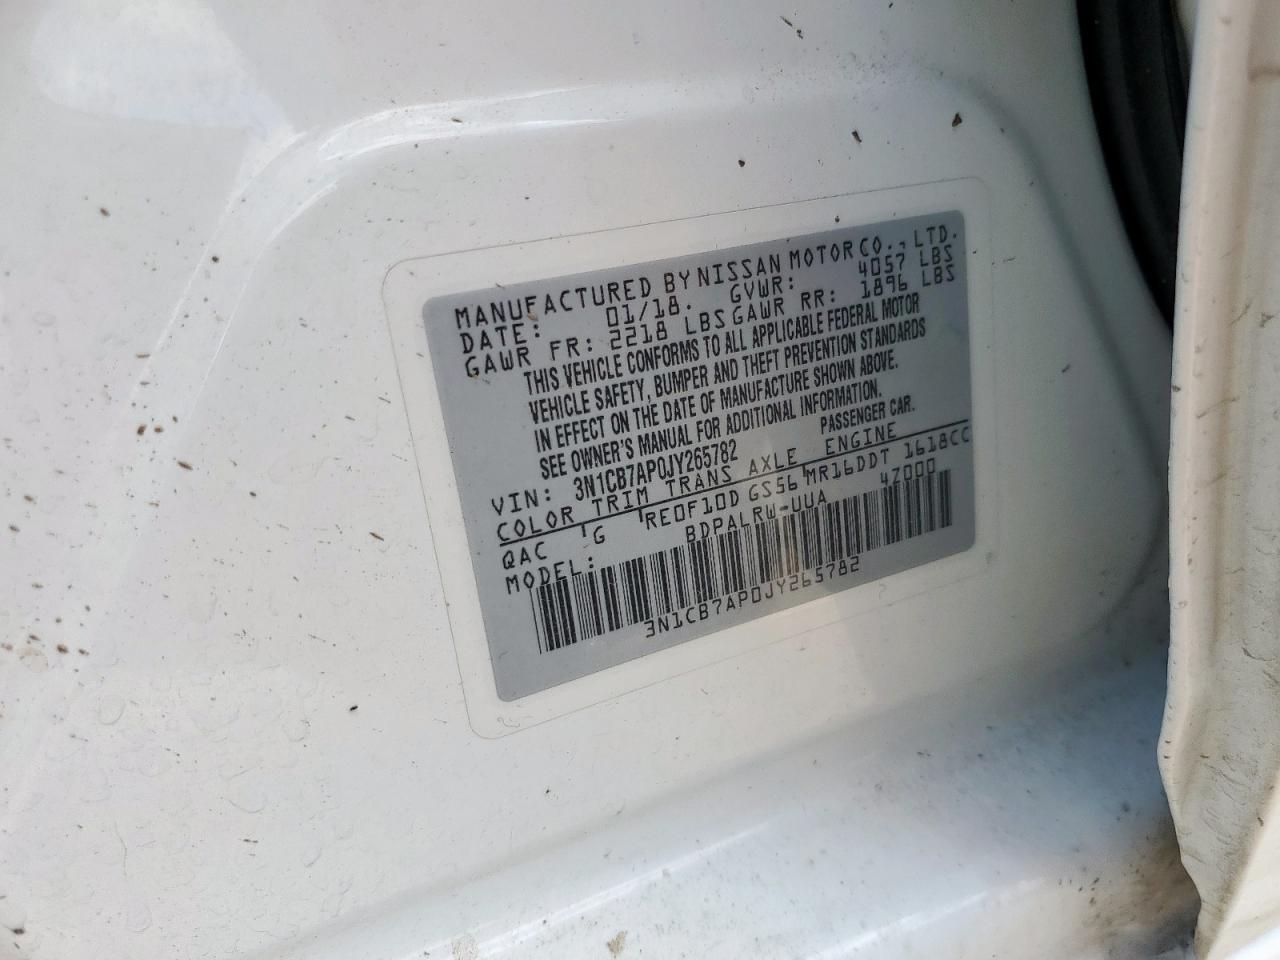 MANUFACTURED BY NISSAN MOTOR CO., LTD.
DATE: 01/18. GVWR: 4057 LBS
GAWR FR: 2218 LBS GAWR RR: 1896 LBS
THIS VEHICLE CONFORMS TO ALL APPLICABLE FEDERAL MOTOR
VEHICLE SAFETY, BUMPER AND THEFT PREVENTION STANDARDS
IN EFFECT ON THE DATE OF MANUFACTURE SHOWN ABOVE.
SEE OWNER'S MANUAL FOR ADDITIONAL INFORMATION.
VIN: 3N1CB7AP0JY265782 PASSENGER CAR.
COLOR TRIM TRANS AXLE ENGINE
QAC G RE0F10D GS56 MR16DDT 1618CC
MODEL: BDPALRW-UUA 4Z000
3N1CB7AP0JY265782